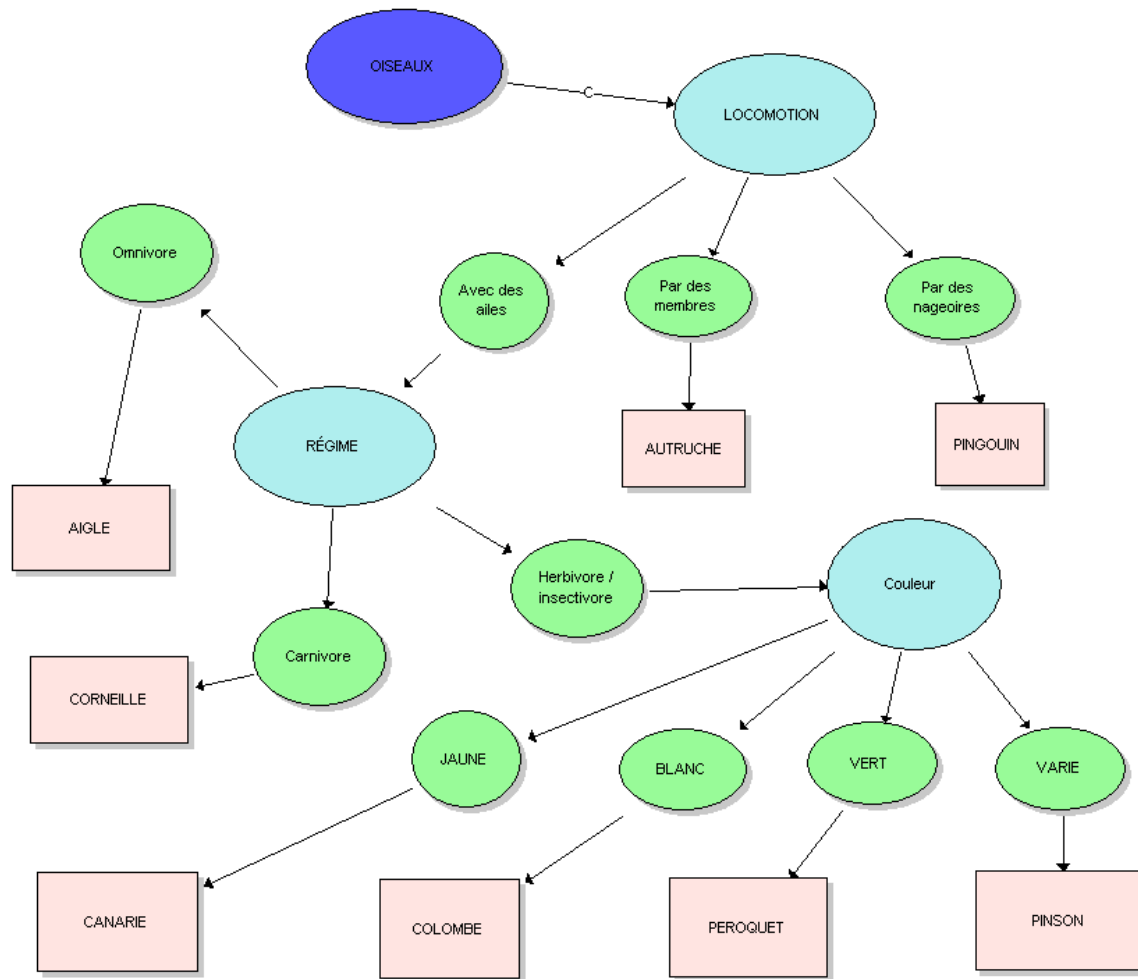 OISEAUX
C
LOCOMOTION
Omnivore
Avec des
ailes
Par des
membres
Par des
nageoires
RÉGIME
AUTRUCHE
PINGOUIN
AIGLE
Herbivore /
insectivore
Couleur
Carnivore
CORNEILLE
JAUNE
BLANC
VERT
VARIE
CANARIE
COLOMBE
PEROQUET
PINSON